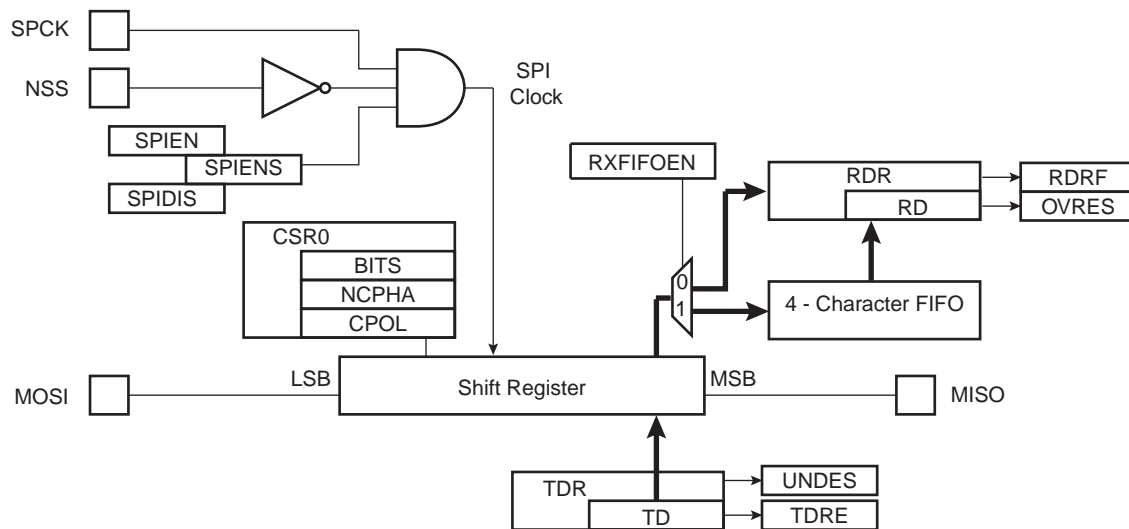 SPCK
NSS
SPI
Clock
SPIEN
SPIENS
SPIDIS
RXFIFOEN
RDR
RD
RDRF
OVRES
CSR0
BITS
NCPHA
CPOL
0
1
4 - Character FIFO
MOSI
LSB
Shift Register
MSB
MISO
TDR
TD
UNDES
TDRE